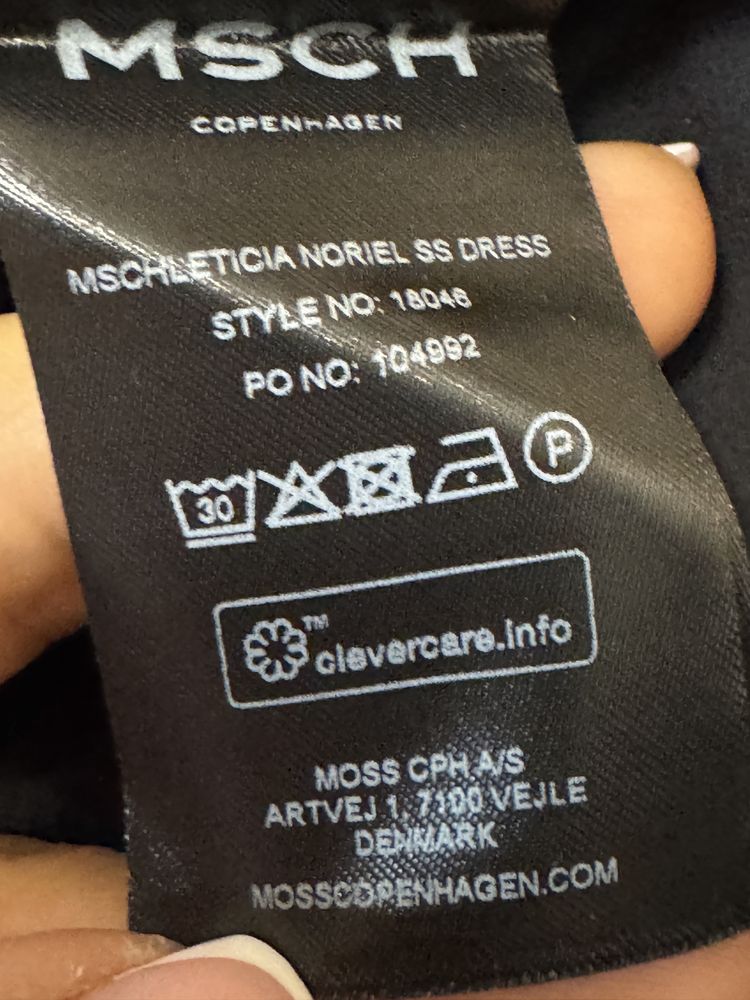 MSCH
COPENHAGEN
MSCHLETICIA NORIEL SS DRESS
STYLE NO: 18046
PO NO: 104992
30 P
™ clevercare.info
MOSS CPH A/S
ARTVEJ 1, 7100 VEJLE
DENMARK
MOSSCOPENHAGEN.COM